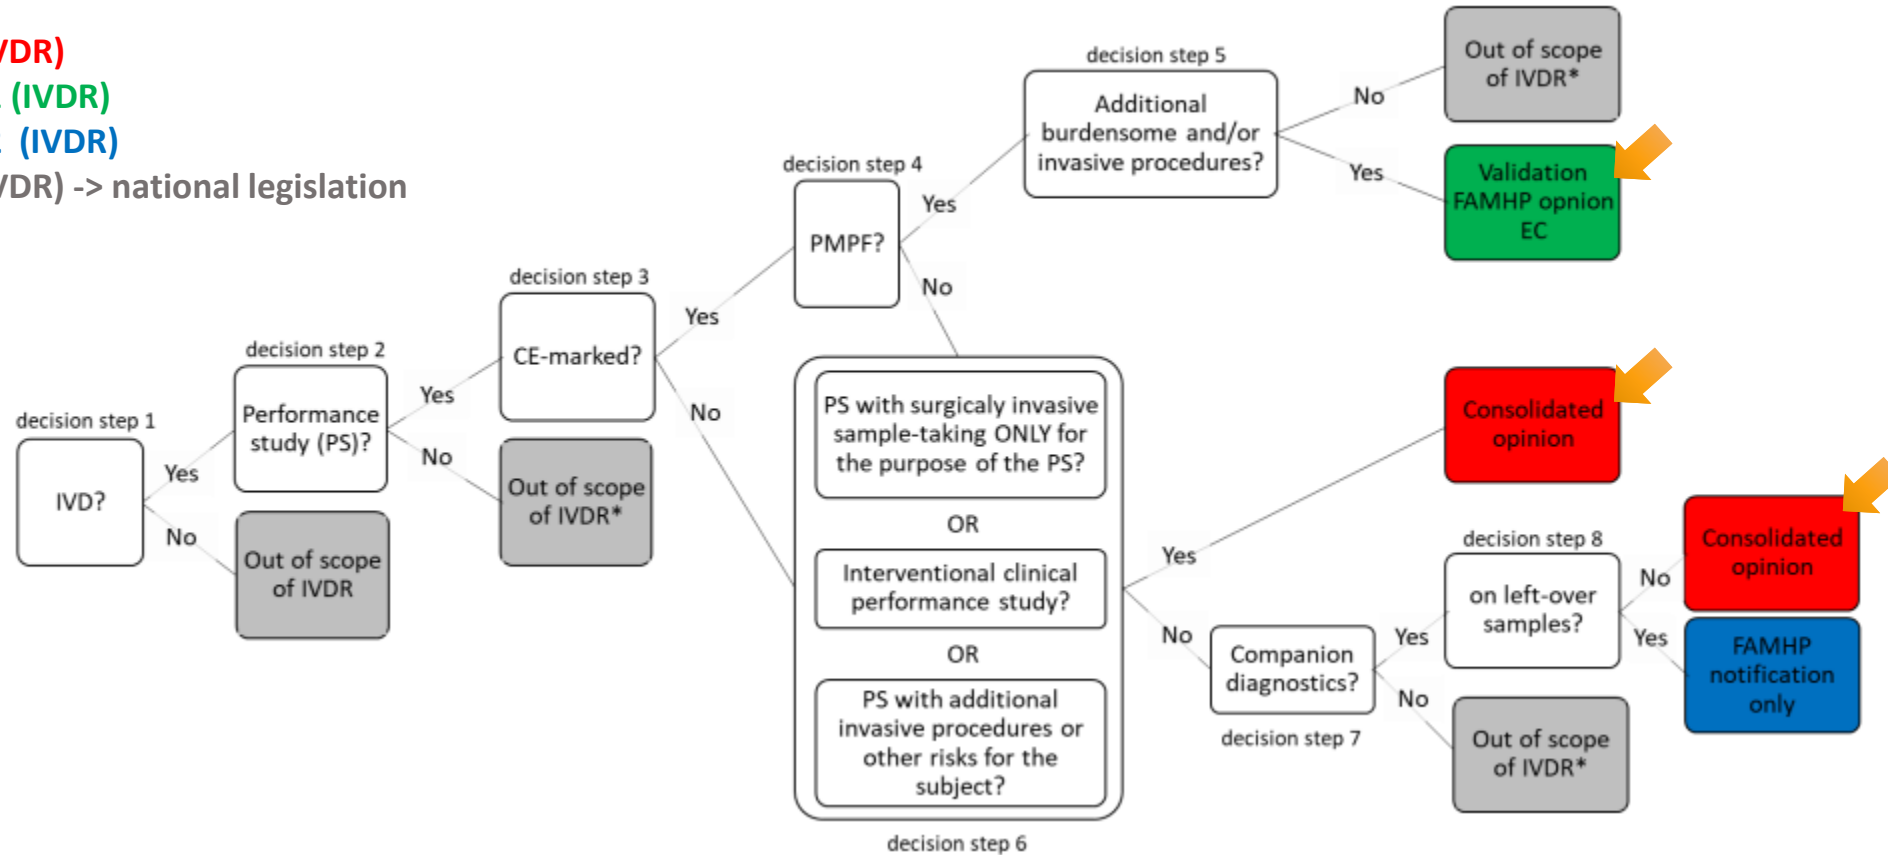 VDR)
(IVDR)
(IVDR)
VDR) -> national legislation
decision step 1
IVD?
Yes
No
decision step 2
Performance
study (PS)?
Out of scope
of IVDR
Yes
No
decision step 3
CE-marked?
Out of scope
of IVDR*
Yes
No
decision step 4
PMPF?
Yes
No
decision step 5
Additional
burdensome and/or
invasive procedures?
No
Yes
Out of scope
of IVDR*
Validation
FAMHP opnion
EC
PS with surgicaly invasive
sample-taking ONLY for
the purpose of the PS?
OR
Interventional clinical
performance study?
OR
PS with additional
invasive procedures or
other risks for the
subject?
decision step 6
Yes
No
Consolidated
opinion
Companion
diagnostics?
decision step 7
Yes
No
decision step 8
on left-over
samples?
Out of scope
of IVDR*
No
Yes
Consolidated
opinion
FAMHP
notification
only